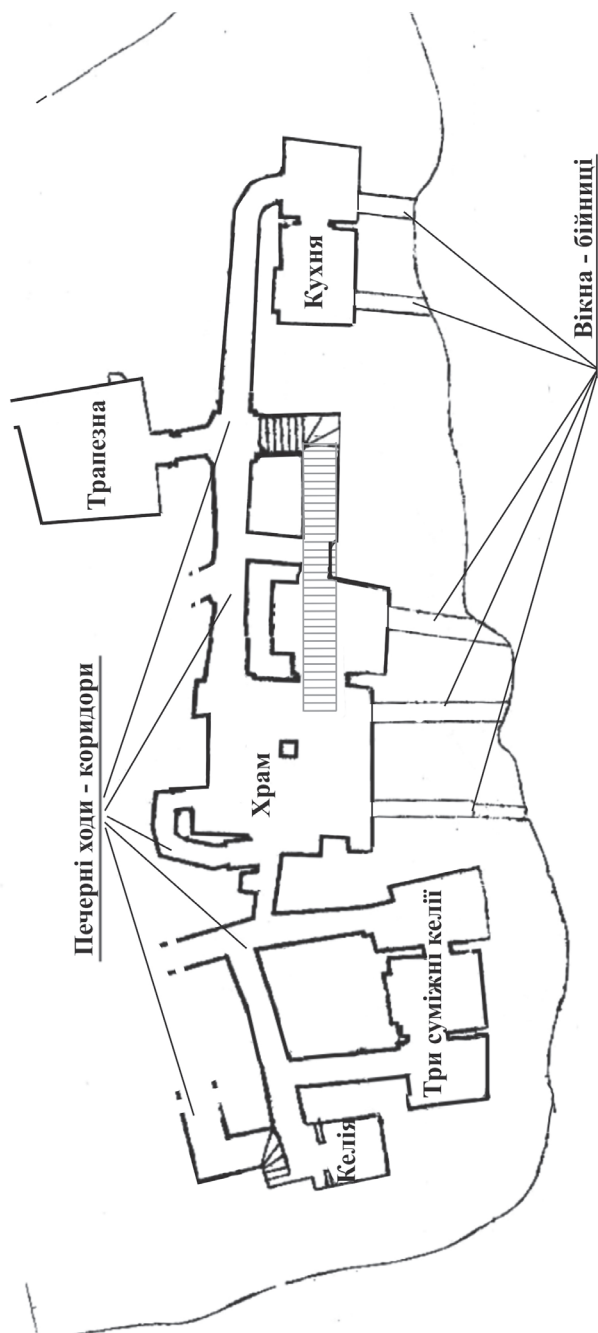 Печерні ходи - коридори
Трапезна
Кухня
Храм
Три суміжні келії
Келія
Вікна - бійниці